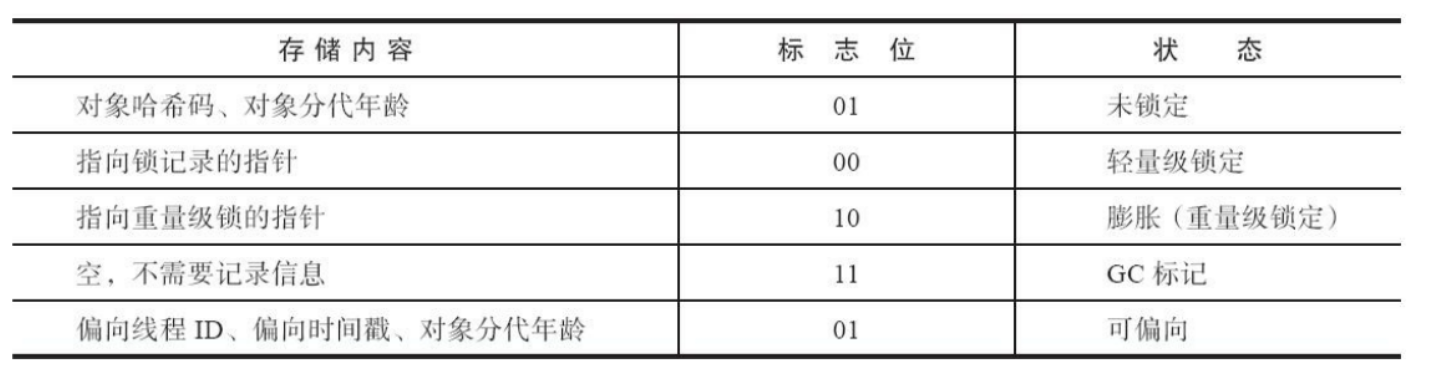 存储内容 标志位 状态
对象哈希码、对象分代年龄 01 未锁定
指向锁记录的指针 00 轻量级锁定
指向重量级锁的指针 10 膨胀（重量级锁定）
空，不需要记录信息 11 GC 标记
偏向线程 ID、偏向时间戳、对象分代年龄 01 可偏向